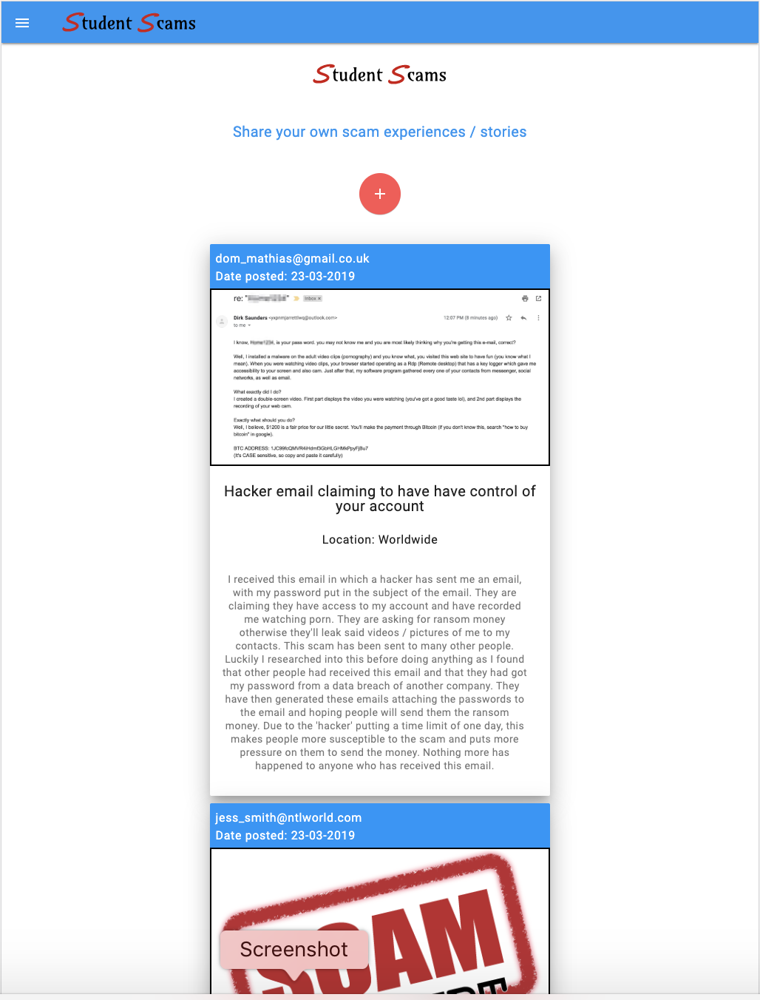 Student Scams
Student Scams
Share your own scam experiences / stories
+
dom_mathias@gmail.co.uk
Date posted: 23-03-2019
re: "
Inbox x
Dirk Saunders <yxpnmjarrettlwq@outlook.com>
12:07 PM (8 minutes ago)
to me
I know, Home1234, is your pass word. you may not know me and you are most likely thinking why you're getting this e-mail, correct?
Well, I installed a malware on the adult video clips (pornography) and you know what, you visited this web site to have fun (you know what I
mean). When you were watching video clips, your browser started operating as a Rdp (Remote desktop) that has a key logger which gave me
accessibility to your screen and also cam. Just after that, my software program gathered every one of your contacts from messenger, social
networks, as well as email.
What exactly did I do?
I created a double-screen video. First part displays the video you were watching (you've got a good taste lol), and 2nd part displays the
recording of your web cam.
Exactly what should you do?
Well, I believe, $1200 is a fair price for our little secret. You'll make the payment through Bitcoin (if you don't know this, search "how to buy
bitcoin" in google).
BTC ADDRESS:
(It's CASE sensitive, so copy and paste it carefully)
Hacker email claiming to have have control of
your account
Location: Worldwide
I received this email in which a hacker has sent me an email,
with my password put in the subject of the email. They are
claiming they have access to my account and have recorded
me watching porn. They are asking for ransom money
otherwise they'll leak said videos / pictures of me to my
contacts. This scam has been sent to many other people.
Luckily I researched into this before doing anything as I found
that other people had received this email and that they had got
my password from a data breach of another company. They
have then generated these emails attaching the passwords to
the email and hoping people will send them the ransom
money. Due to the 'hacker' putting a time limit of one day, this
makes people more susceptible to the scam and puts more
pressure on them to send the money. Nothing more has
happened to anyone who has received this email.
jess_smith@ntlworld.com
Date posted: 23-03-2019
SCAM
Screenshot